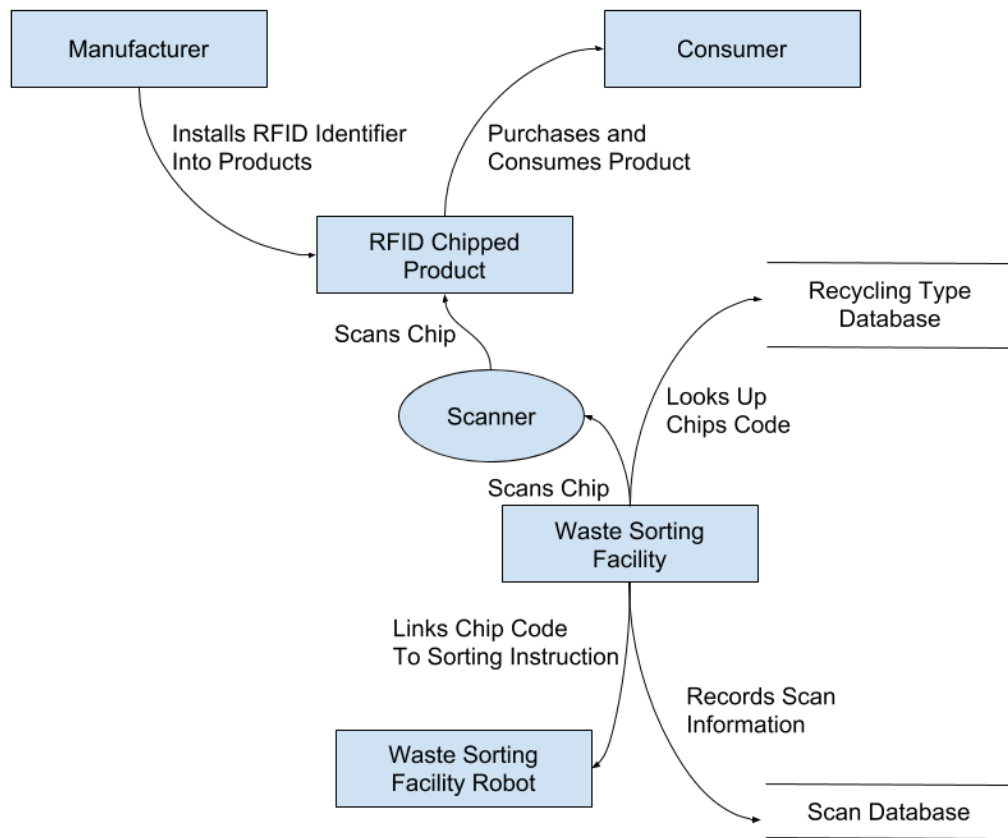 Manufacturer
Consumer
Installs RFID Identifier
Into Products
Purchases and
Consumes Product
RFID Chipped
Product
Recycling Type
Database
Scans Chip
Looks Up
Chips Code
Scanner
Scans Chip
Waste Sorting
Facility
Links Chip Code
To Sorting Instruction
Records Scan
Information
Waste Sorting
Facility Robot
Scan Database